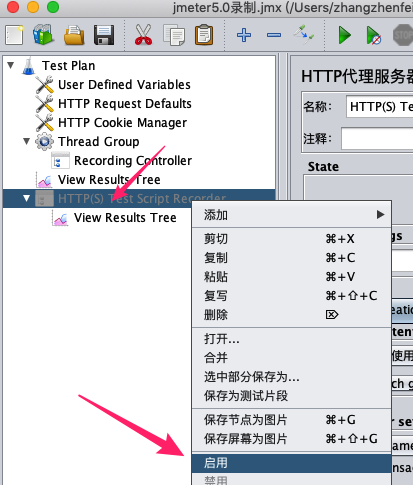 jmeter5.0录制.jmx (/Users/zhangzhenfei
Test Plan
User Defined Variables
HTTP Request Defaults
HTTP Cookie Manager
Thread Group
Recording Controller
View Results Tree
HTTP(S) Test Script Recorder
View Results Tree
HTTP代理服务器
名称: HTTP(S) Te
注释:
State
添加
剪切 ⌘+X
复制 ⌘+C
粘贴 ⌘+V
复写 ⌘+⇧+C
删除 ⌦
打开...
合并
选中部分保存为...
保存为测试片段
保存节点为图片 ⌘+G
保存屏幕为图片 ⌘+⇧+G
启用
禁用
gs
eatio
tent
使用
ch g
er se
ame
nsa